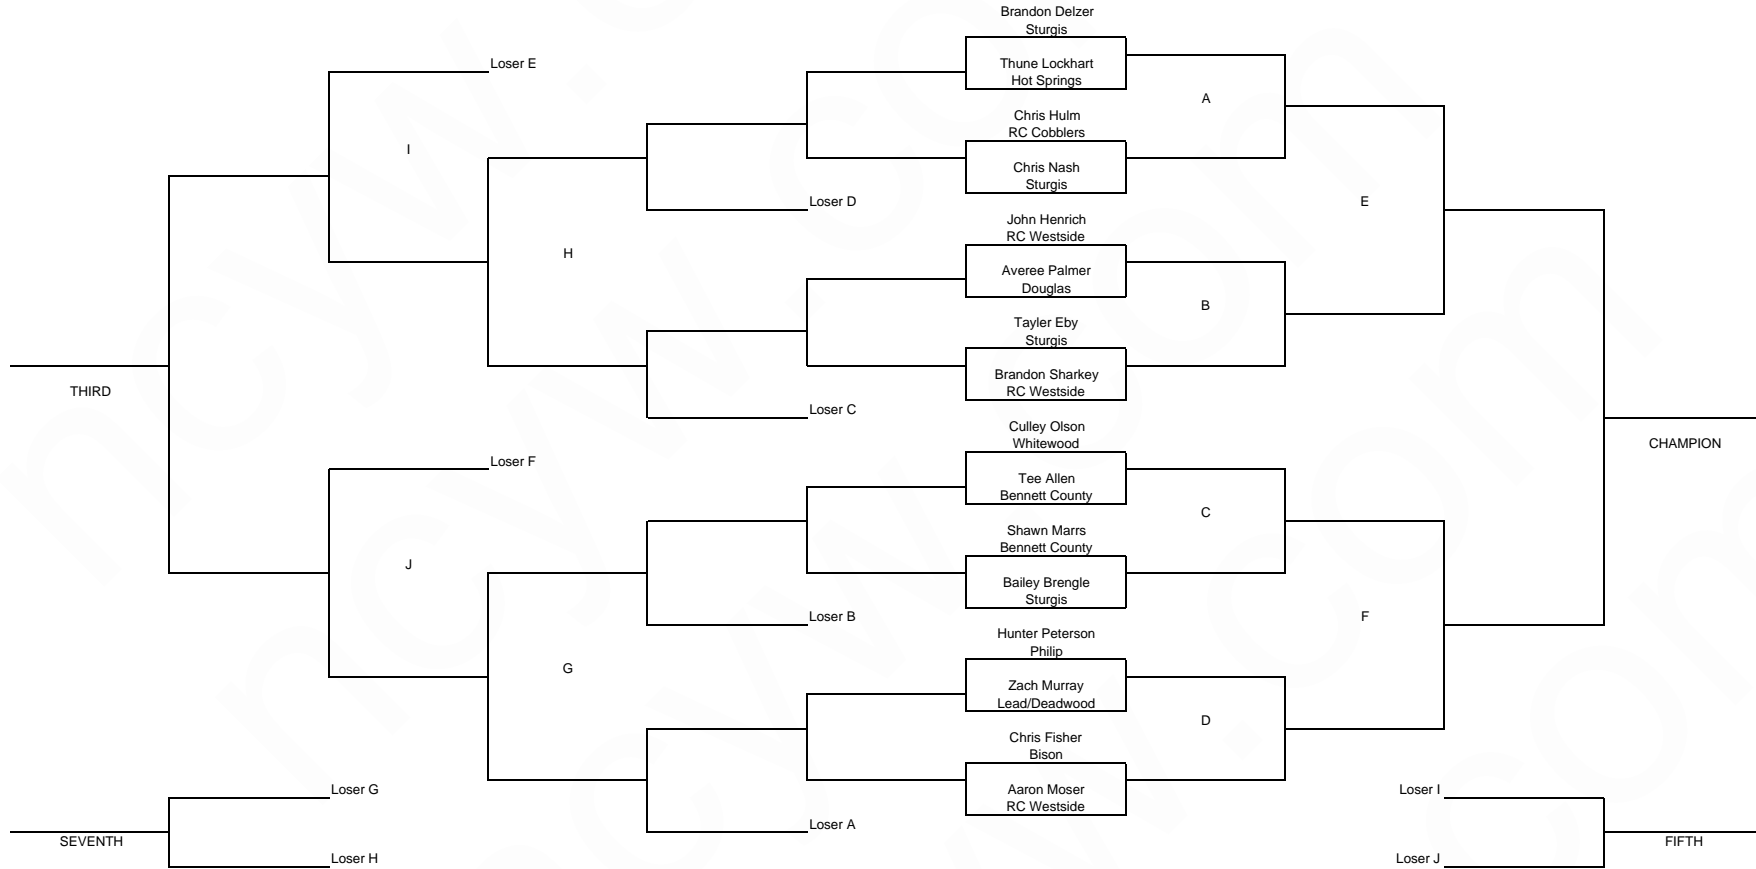 Brandon Delzer
Sturgis
Loser E
Thune Lockhart
Hot Springs
A
Chris Hulm
RC Cobblers
I
Chris Nash
Sturgis
Loser D
E
John Henrich
RC Westside
H
Averee Palmer
Douglas
B
Tayler Eby
Sturgis
Brandon Sharkey
RC Westside
THIRD
Loser C
Culley Olson
Whitewood
CHAMPION
Loser F
Tee Allen
Bennett County
C
Shawn Marrs
Bennett County
J
Bailey Brengle
Sturgis
Loser B
F
Hunter Peterson
Philip
G
Zach Murray
Lead/Deadwood
D
Chris Fisher
Bison
Loser G
Aaron Moser
RC Westside
Loser I
Loser A
SEVENTH
FIFTH
Loser H
Loser J